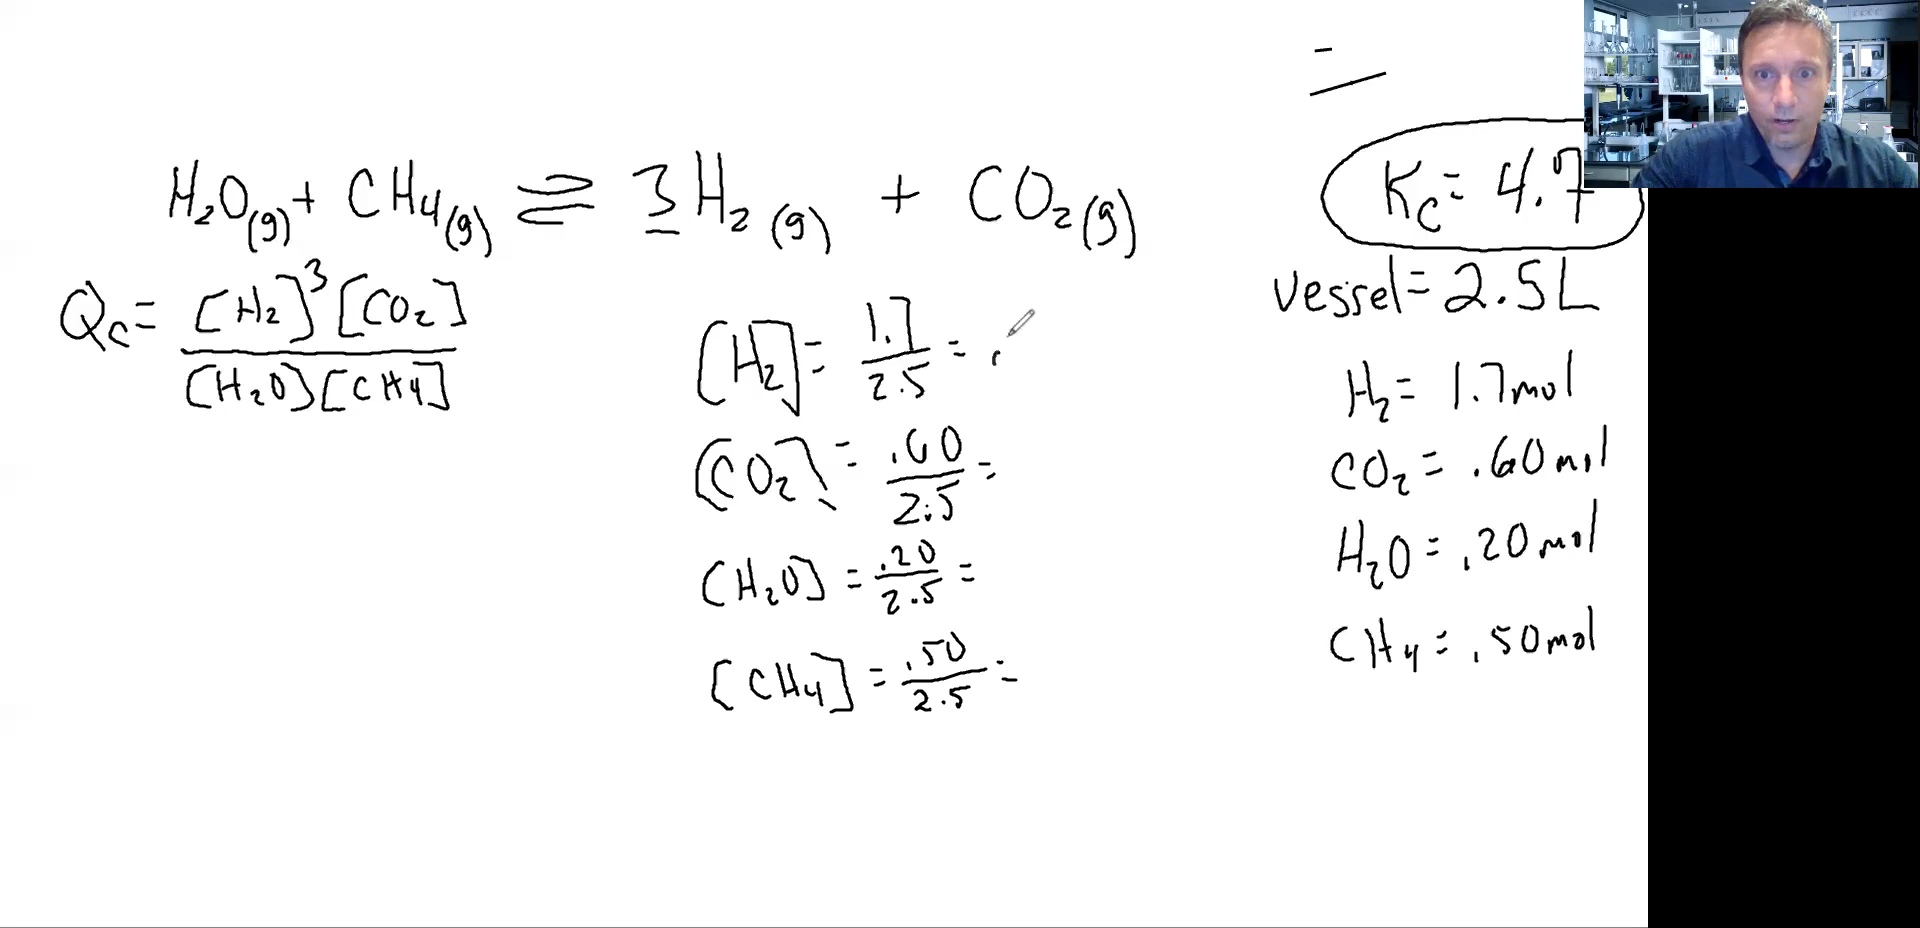 H₂O(g) + CH₄(g) ⇌ 3H₂(g) + CO₂(g)
Kc = 4.7
Qc = [H₂]³[CO₂] / [H₂O][CH₄]
vessel = 2.5L
[H₂] = 1.7 / 2.5 = .
H₂ = 1.7mol
[CO₂] = .60 / 2.5 =
CO₂ = .60mol
[H₂O] = .20 / 2.5 =
H₂O = .20mol
[CH₄] = .50 / 2.5 =
CH₄ = .50mol